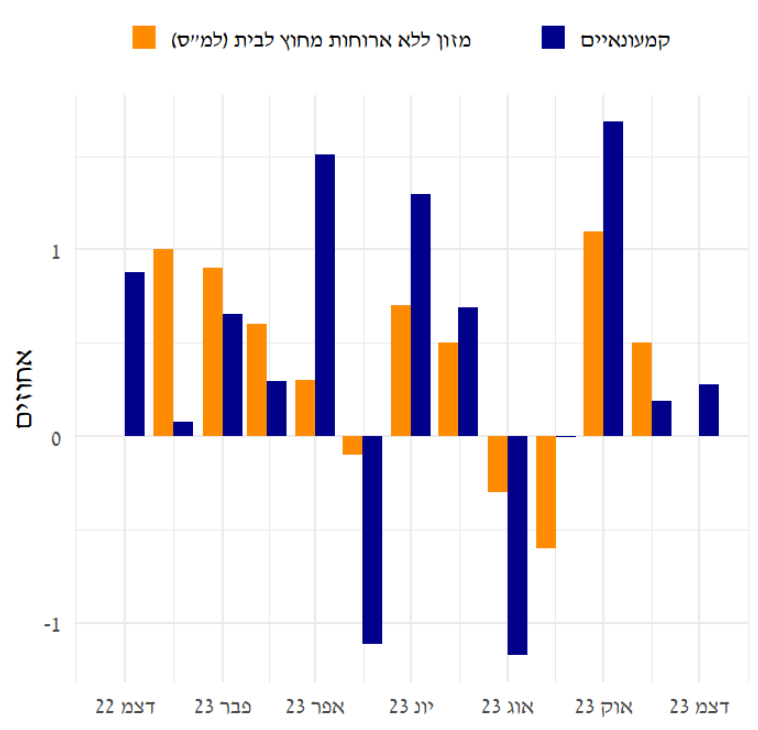 קמעונאיים
מזון ללא ארוחות מחוץ לבית (למ״ס)
אחוזים
1
0
-1
דצמ 22
פבר 23
אפר 23
יונ 23
אוג 23
אוק 23
דצמ 23